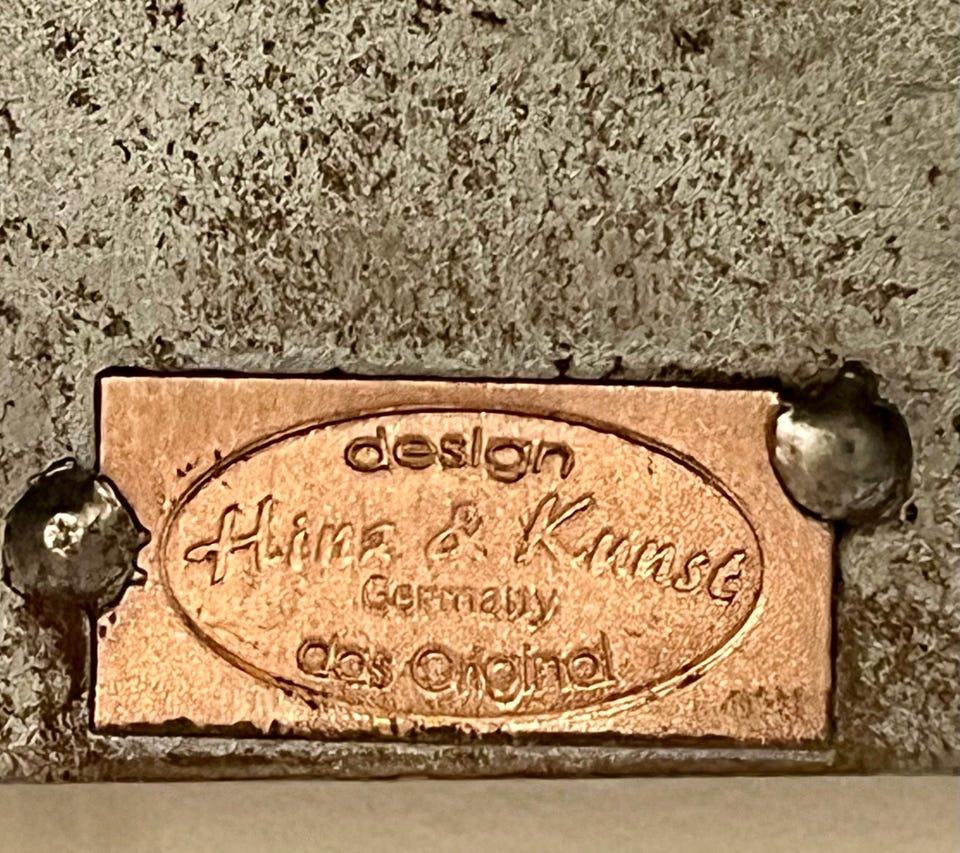 design
Hinz & Kunst
Germany
das Original